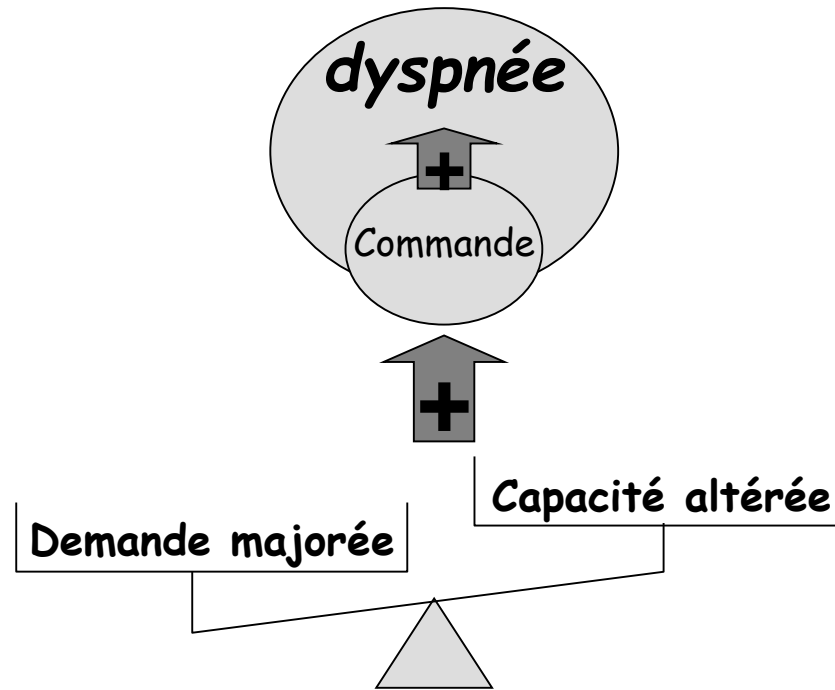 dyspnée
+
Commande
+
Capacité altérée
Demande majorée